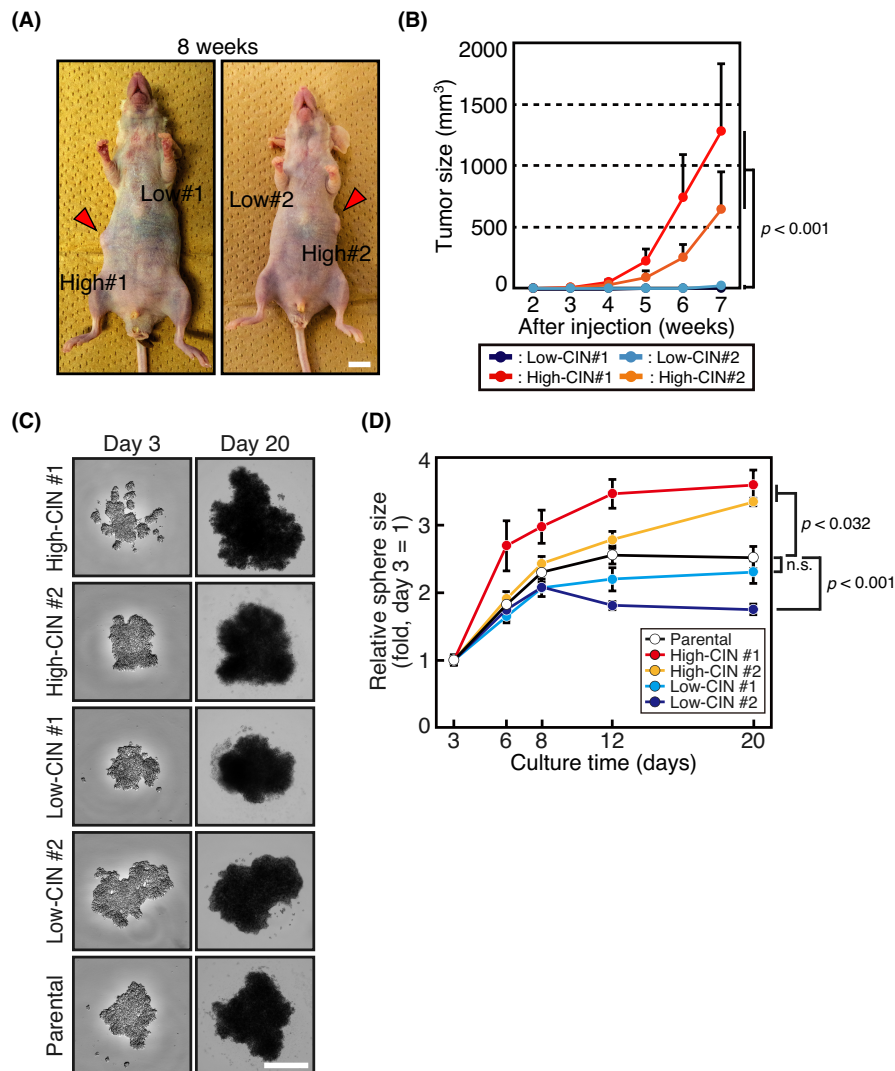 (A)
8 weeks
Low#1
High#1
Low#2
High#2
(B)
Tumor size (mm³)
2000
1500
1000
500
0
2 3 4 5 6 7
After injection (weeks)
p < 0.001
: Low-CIN#1 : Low-CIN#2
: High-CIN#1 : High-CIN#2
(C)
Day 3 Day 20
High-CIN #1
High-CIN #2
Low-CIN #1
Low-CIN #2
Parental
(D)
Relative sphere size
(fold, day 3 = 1)
4
3
2
1
0
3 6 8 12 20
Culture time (days)
p < 0.032
n.s.
p < 0.001
Parental
High-CIN #1
High-CIN #2
Low-CIN #1
Low-CIN #2